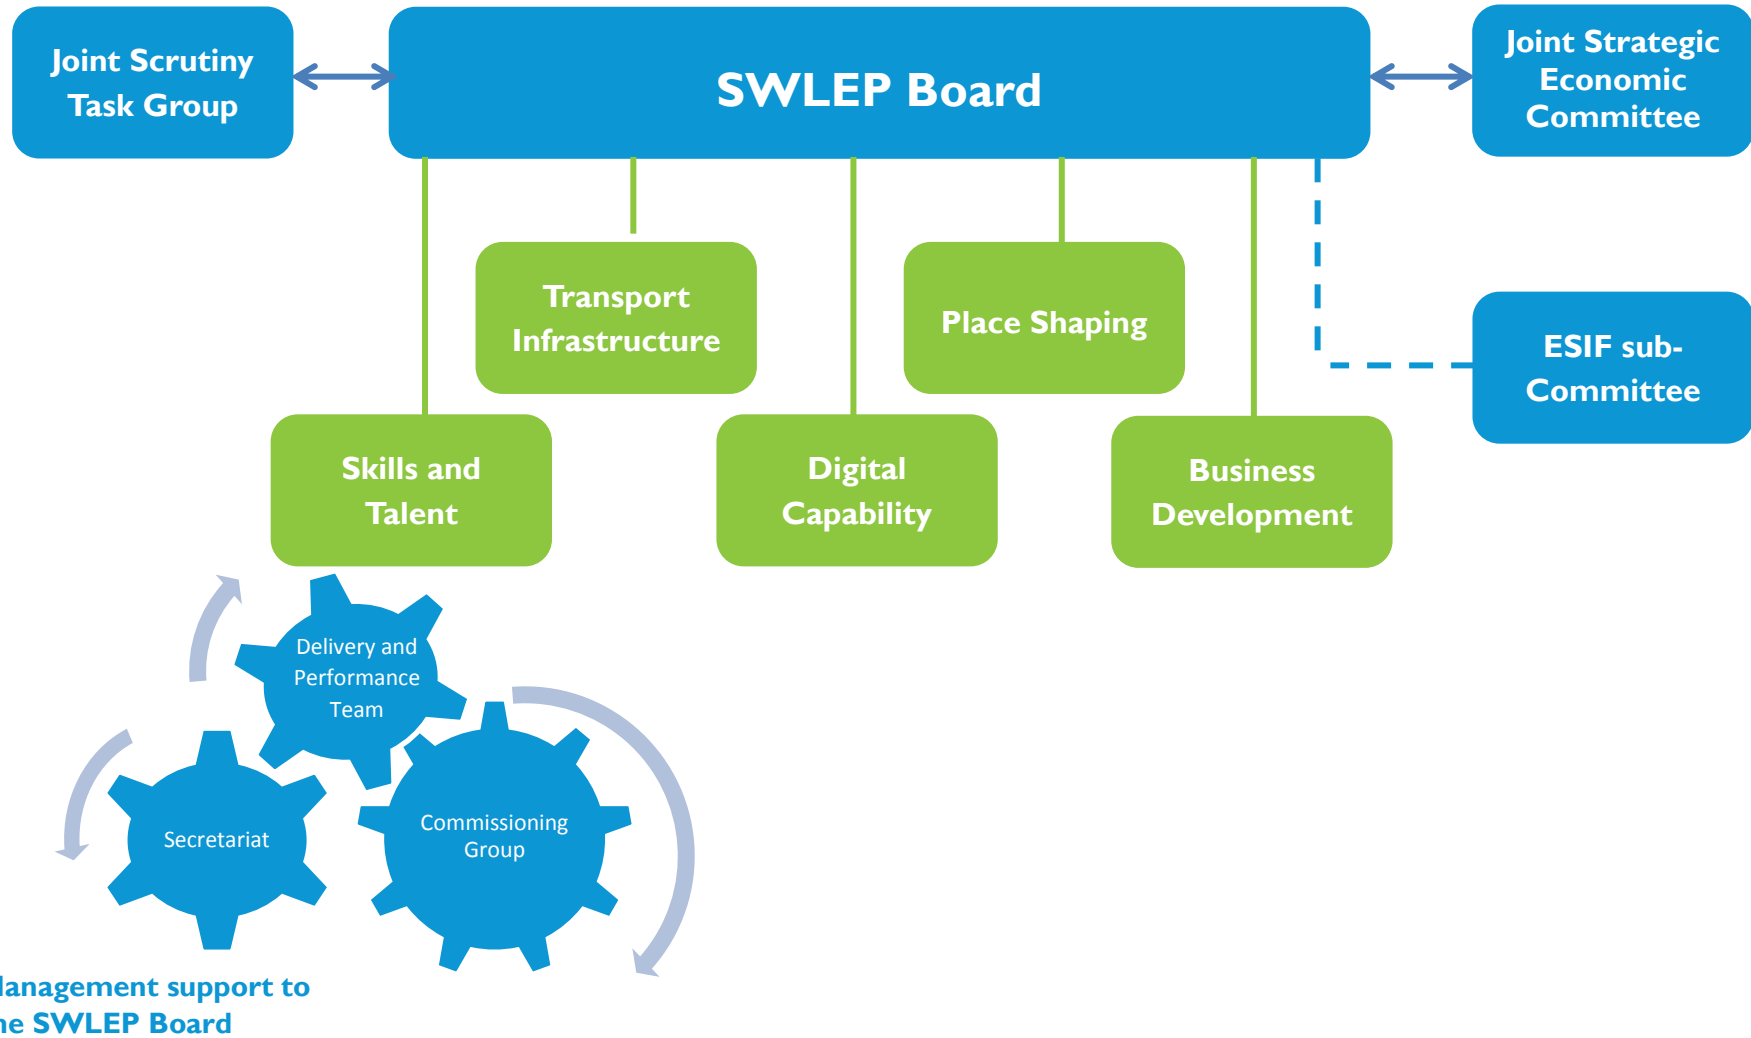 Joint Scrutiny
Task Group
SWLEP Board
Joint Strategic
Economic
Committee
Transport
Infrastructure
Place Shaping
ESIF sub-
Committee
Skills and
Talent
Digital
Capability
Business
Development
Delivery and
Performance
Team
Secretariat
Commissioning
Group
anagement support to
e SWLEP Board